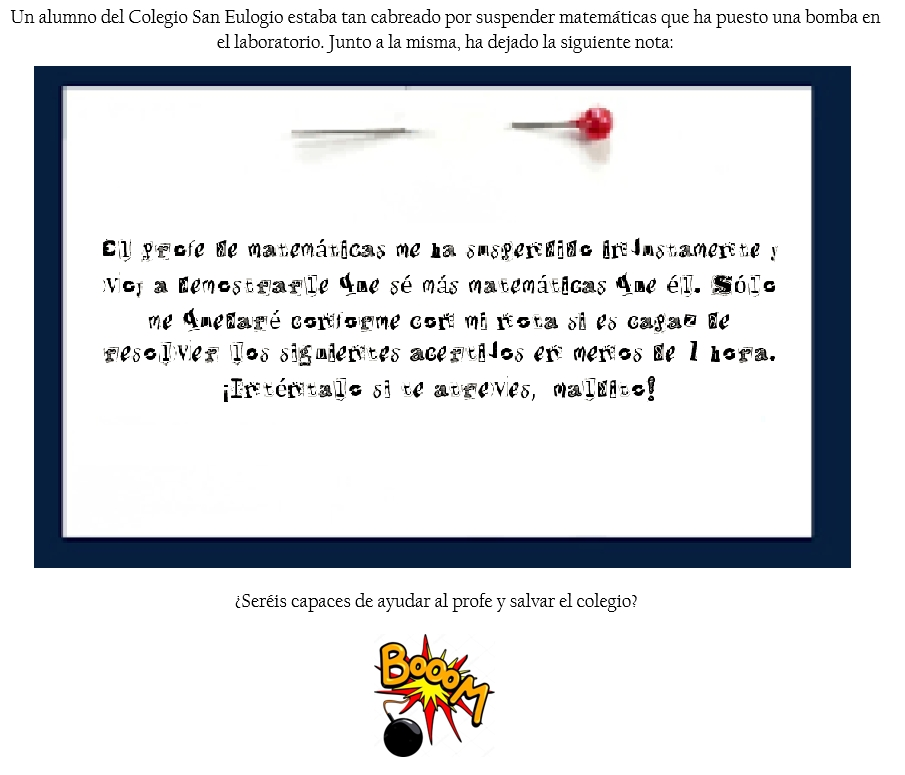 Un alumno del Colegio San Eulogio estaba tan cabreado por suspender matemáticas que ha puesto una bomba en
el laboratorio. Junto a la misma, ha dejado la siguiente nota:
El profe de matemáticas me ha suspendido injustamente y
voy a demostrarle que sé más matemáticas que él. Sólo
me quedaré conforme con mi nota si es capaz de
resolver los siguientes acertijos en menos de 1 hora.
¡Inténtalo si te atreves, maldito!
¿Seréis capaces de ayudar al profe y salvar el colegio?
BOOOM